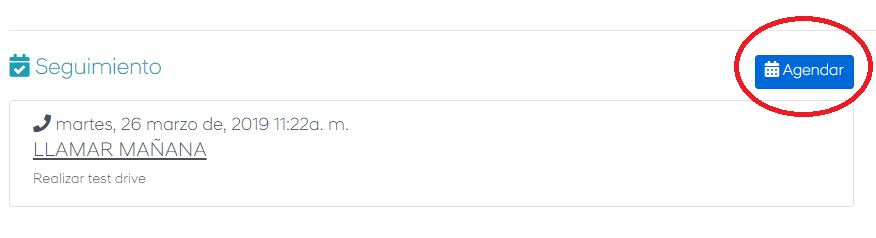 Seguimiento
Agendar
martes, 26 marzo de, 2019 11:22a. m.
LLAMAR MAÑANA
Realizar test drive